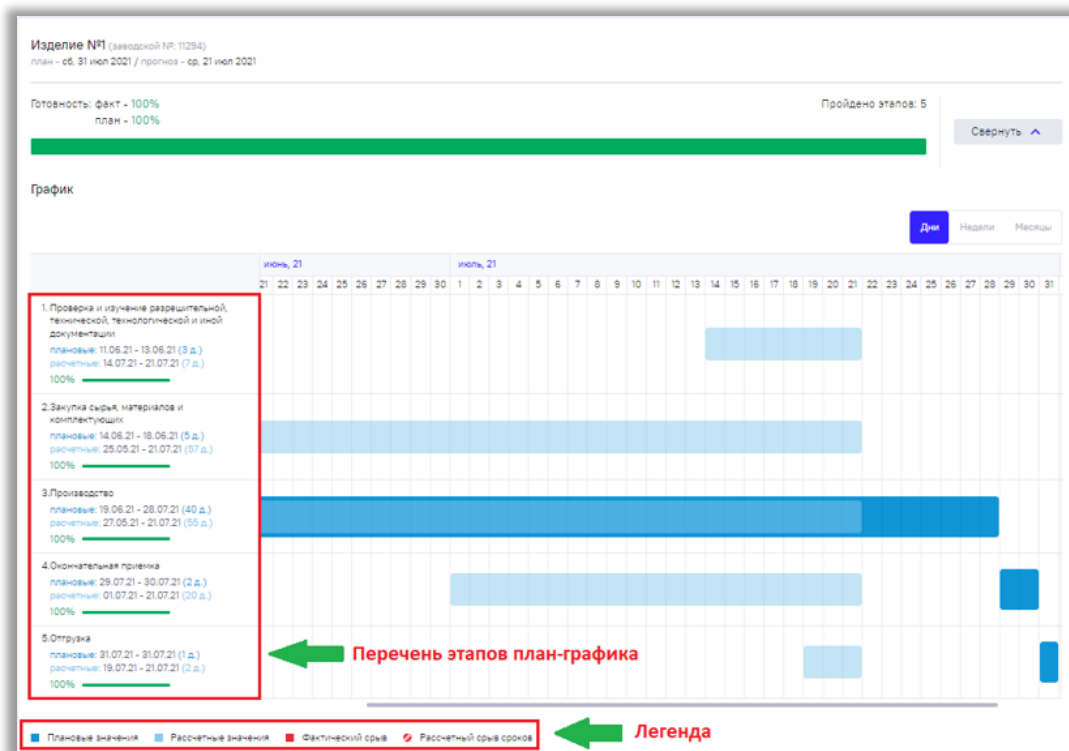 Изделие №1 (заводской №: 11294)
план - сб, 31 июл 2021 / прогноз - ср, 21 июл 2021
Готовность: факт - 100%
план - 100%
Пройдено этапов: 5
Свернуть
График
Дни Недели Месяцы
июнь, 21 июль, 21
21 22 23 24 25 26 27 28 29 30 1 2 3 4 5 6 7 8 9 10 11 12 13 14 15 16 17 18 19 20 21 22 23 24 25 26 27 28 29 30 31
1. Проверка и изучение разрешительной,
технической, технологической и иной
документации
плановые: 11.06.21 - 13.06.21 (3 д.)
расчетные: 14.07.21 - 21.07.21 (7 д.)
100%
2.Закупка сырья, материалов и
комплектующих
плановые: 14.06.21 - 18.06.21 (5 д.)
расчетные: 25.05.21 - 21.07.21 (57 д.)
100%
3.Производство
плановые: 19.06.21 - 28.07.21 (40 д.)
расчетные: 27.05.21 - 21.07.21 (55 д.)
100%
4.Окончательная приемка
плановые: 29.07.21 - 30.07.21 (2 д.)
расчетные: 01.07.21 - 21.07.21 (20 д.)
100%
5.Отгрузка
плановые: 31.07.21 - 31.07.21 (1 д.)
расчетные: 19.07.21 - 21.07.21 (2 д.)
100%
Перечень этапов план-графика
Плановые значения Рассчетные значения Фактический срыв Рассчетный срыв сроков
Легенда